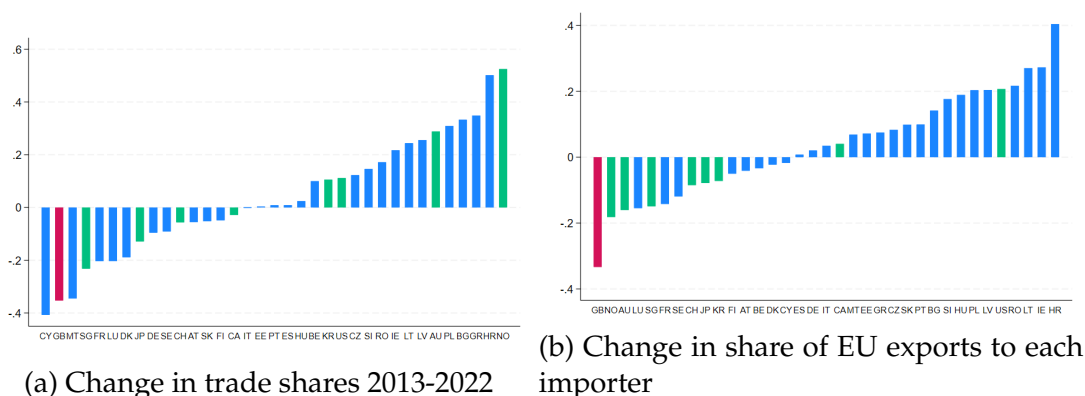 .6
.4
.2
0
-.2
-.4
CY GB MT SG FR LU DK JP DE SE CH AT SK FI CA IT EE PT ES HU BE KR US CZ SI RO IE LT LV AU PL BG GR HR NO
(a) Change in trade shares 2013-2022
.4
.2
0
-.2
-.4
GB NO AU LU SG FR SE CH JP KR FI AT BE DK CY ES DE IT CA MT EE GR CZ SK PT BG SI HU PL LV US RO LT IE HR
(b) Change in share of EU exports to each
importer